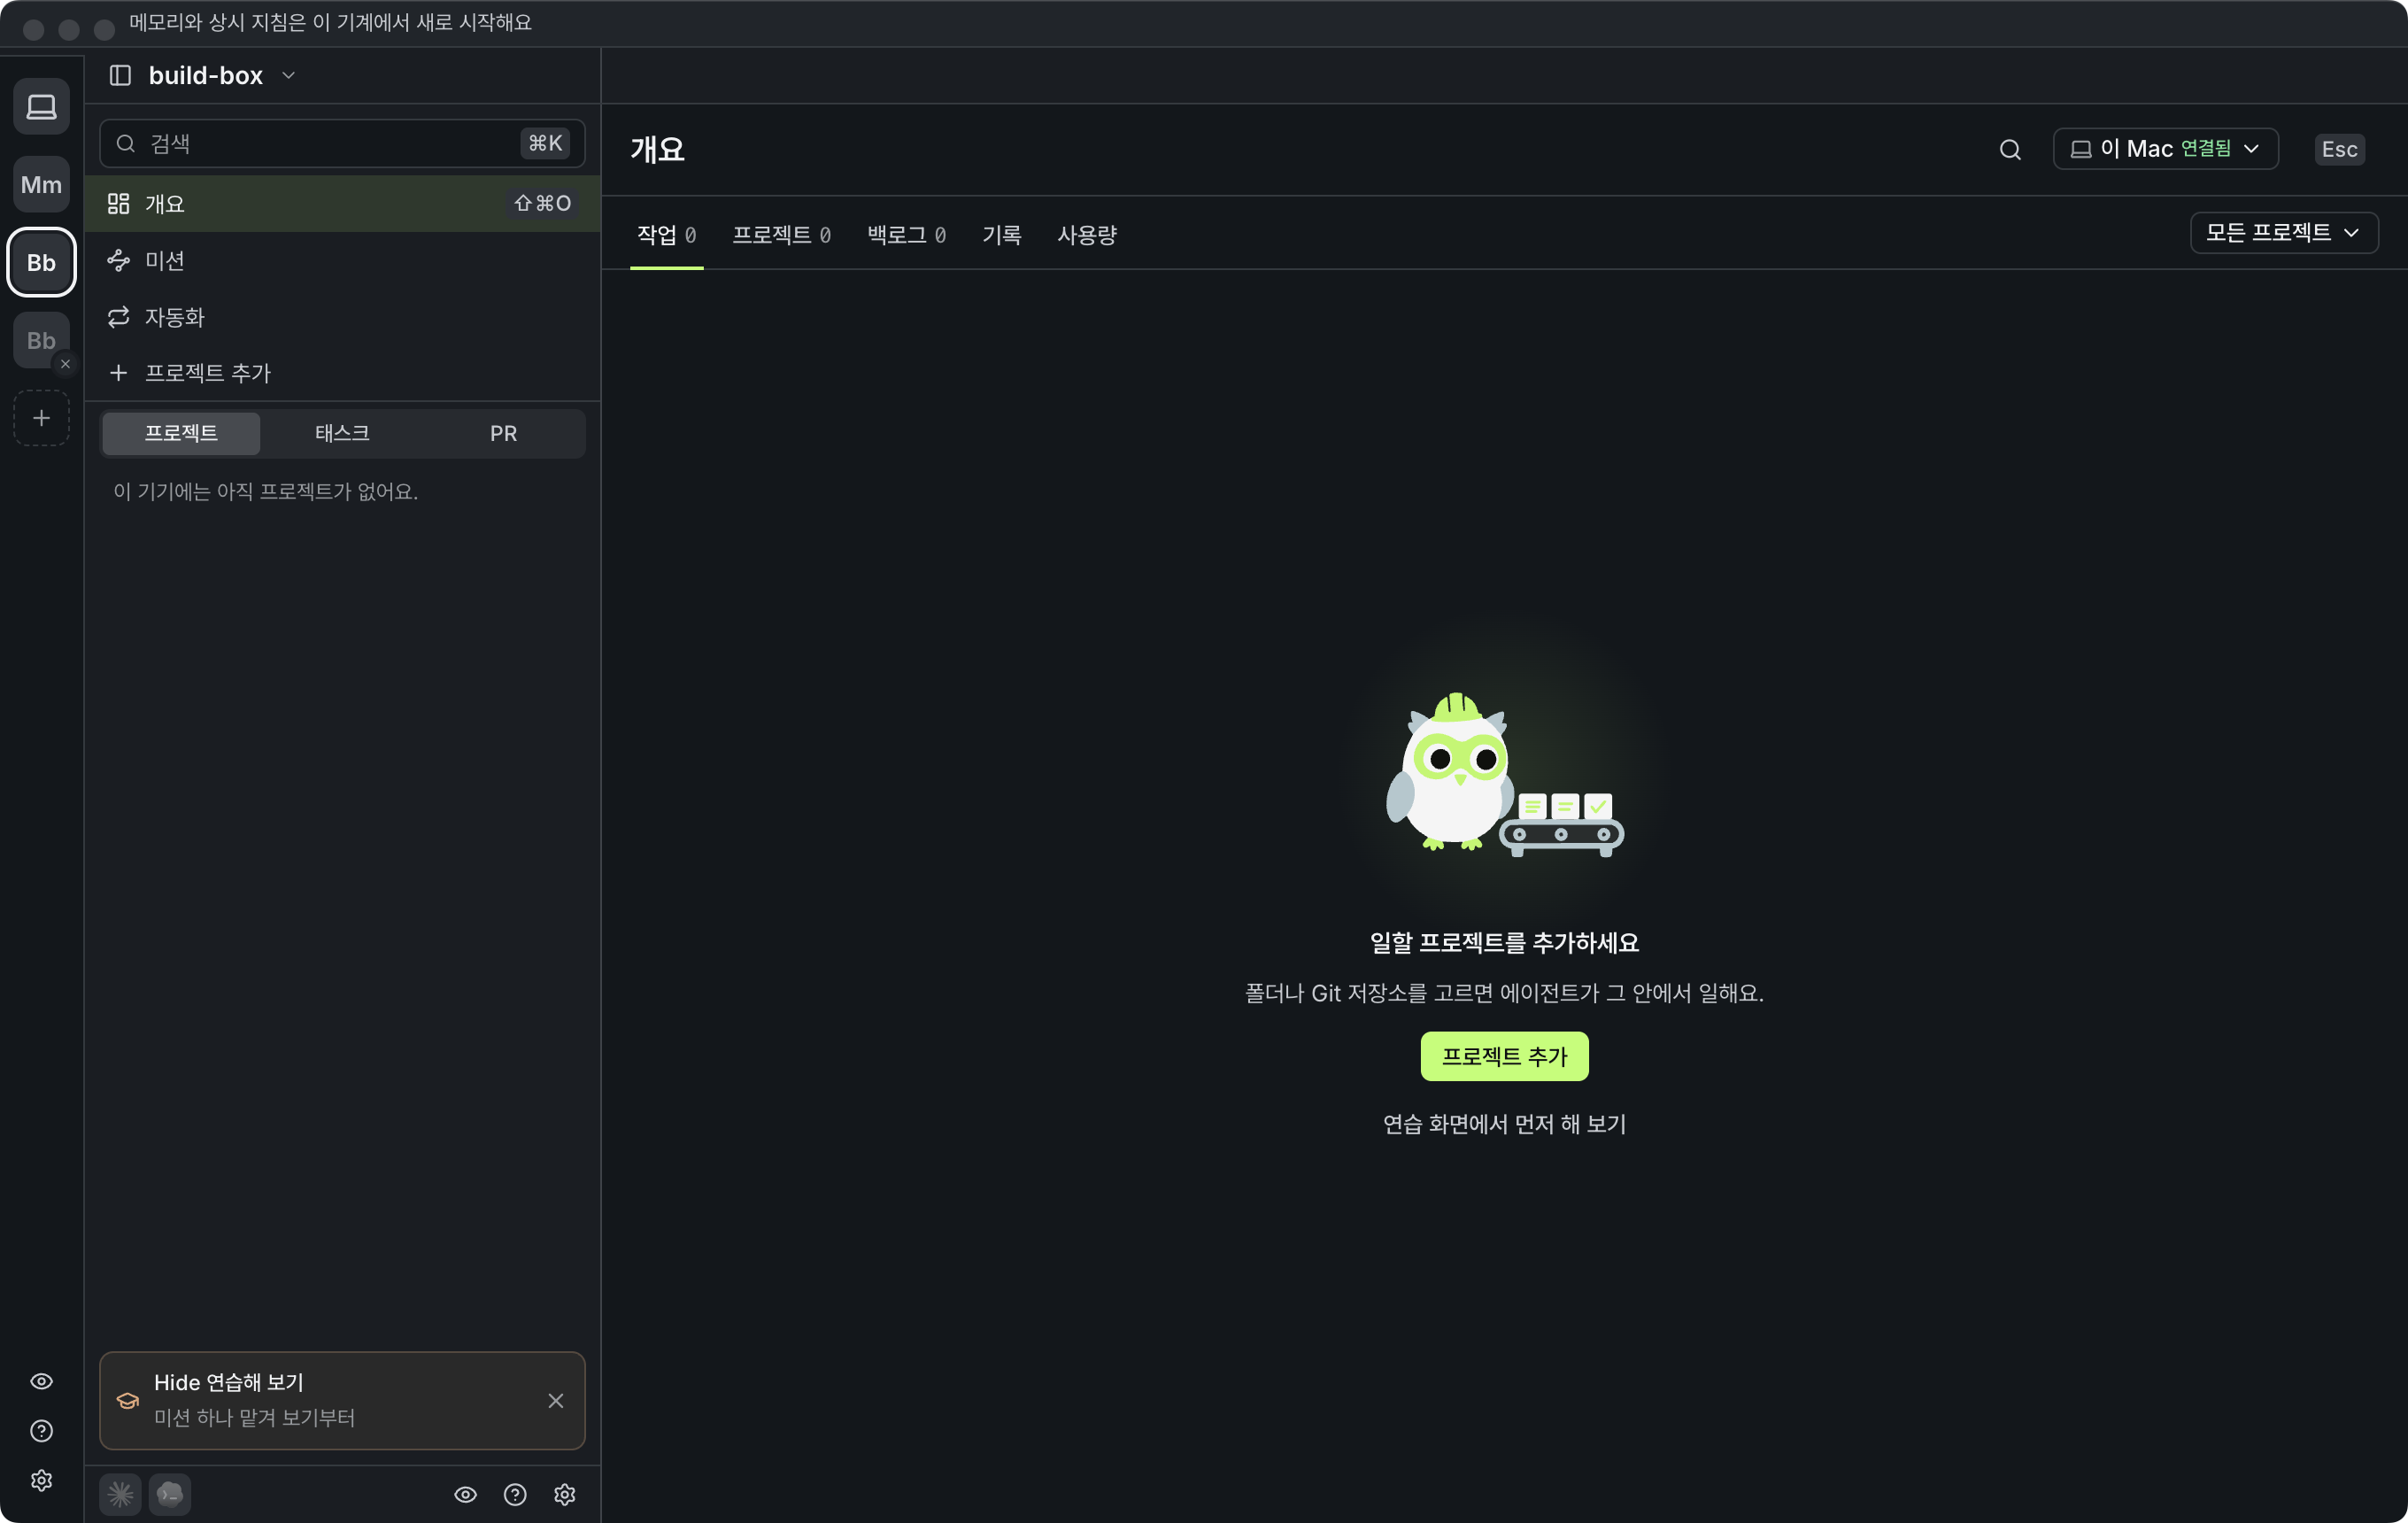 메모리와 상시 지침은 이 기계에서 새로 시작해요
build-box
Mm
Bb
Bb
검색 ⌘K
개요 ⇧⌘O
미션
자동화
프로젝트 추가
프로젝트 태스크 PR
이 기기에는 아직 프로젝트가 없어요.
Hide 연습해 보기
미션 하나 맡겨 보기부터
개요
이 Mac 연결됨
Esc
작업 0 프로젝트 0 백로그 0 기록 사용량
모든 프로젝트
일할 프로젝트를 추가하세요
폴더나 Git 저장소를 고르면 에이전트가 그 안에서 일해요.
프로젝트 추가
연습 화면에서 먼저 해 보기